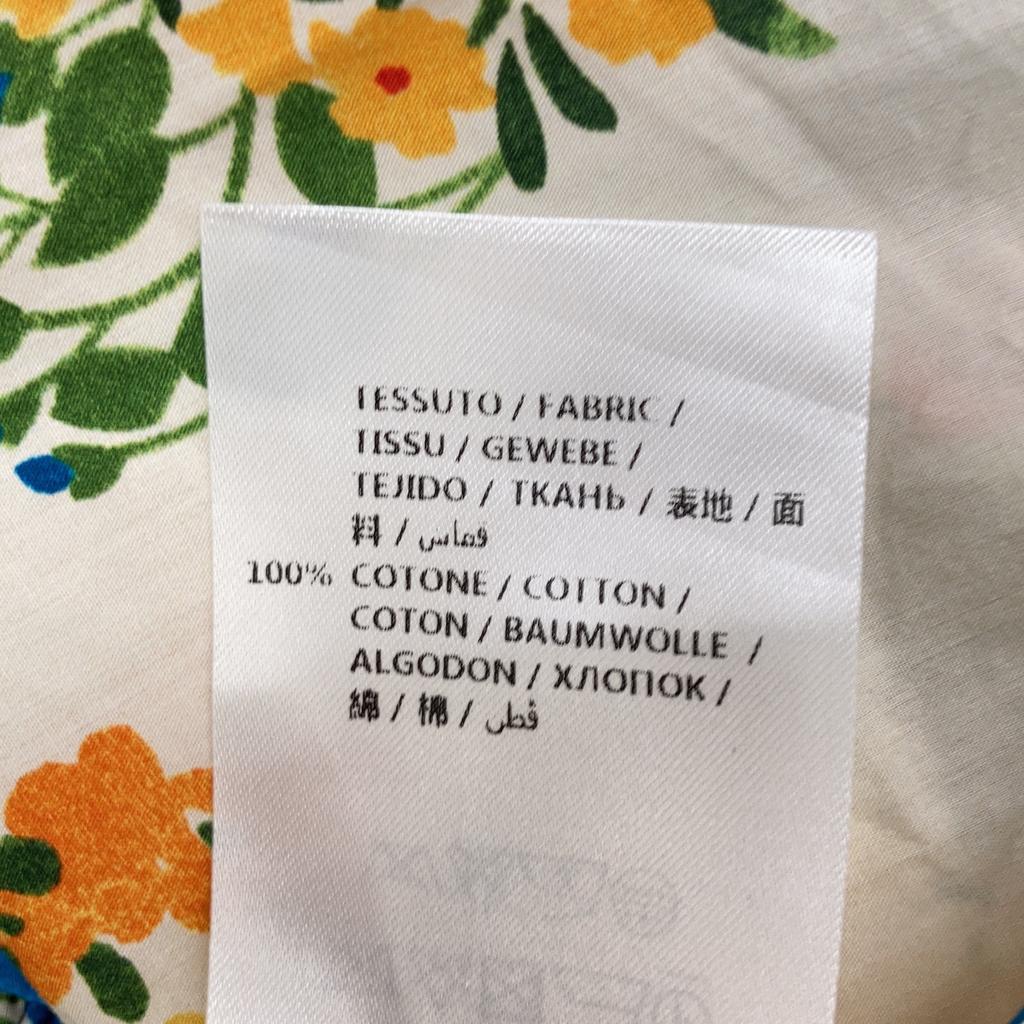 TESSUTO / FABRIC /
TISSU / GEWEBE /
TEJIDO / ТКАНЬ / 表地 / 面
料 / قماش
100% COTONE / COTTON /
COTON / BAUMWOLLE /
ALGODON / ХЛОПОК /
綿 / 棉 / قطن